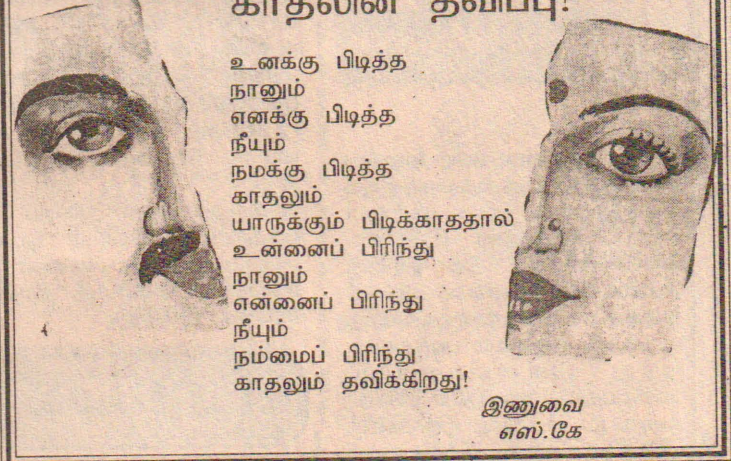 காதலின் தவிப்பு!
உனக்கு பிடித்த
நானும்
எனக்கு பிடித்த
நீயும்
நமக்கு பிடித்த
காதலும்
யாருக்கும் பிடிக்காததால்
உன்னைப் பிரிந்து
நானும்
என்னைப் பிரிந்து
நீயும்
நம்மைப் பிரிந்து
காதலும் தவிக்கிறது!
இணுவை
எஸ்.கே